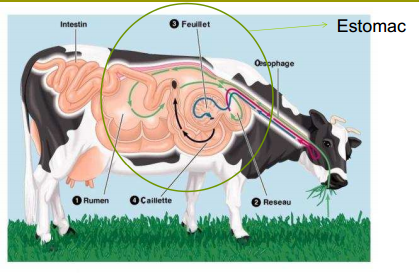 Intestin
❸ Feuillet
Estomac
Œsophage
❶ Rumen
❹ Caillette
❷ Reseau